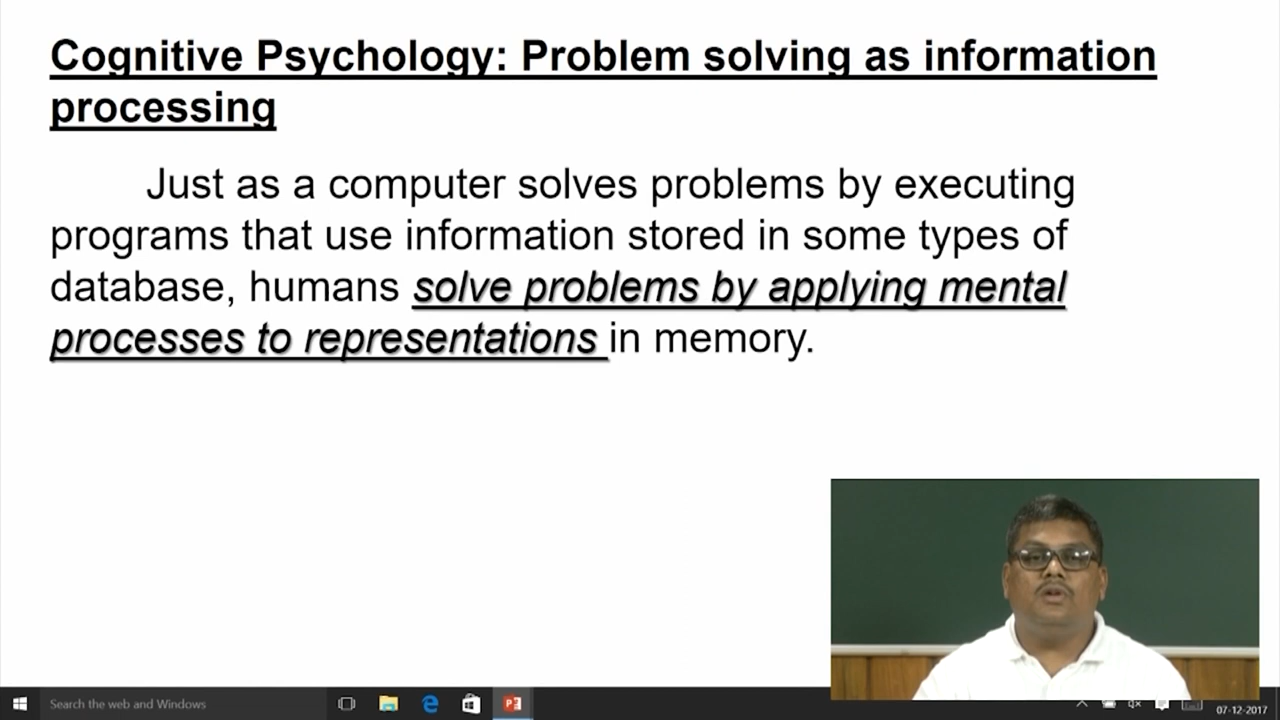 Cognitive Psychology: Problem solving as information
processing
Just as a computer solves problems by executing
programs that use information stored in some types of
database, humans solve problems by applying mental
processes to representations in memory.
Search the web and Windows
07-12-2017